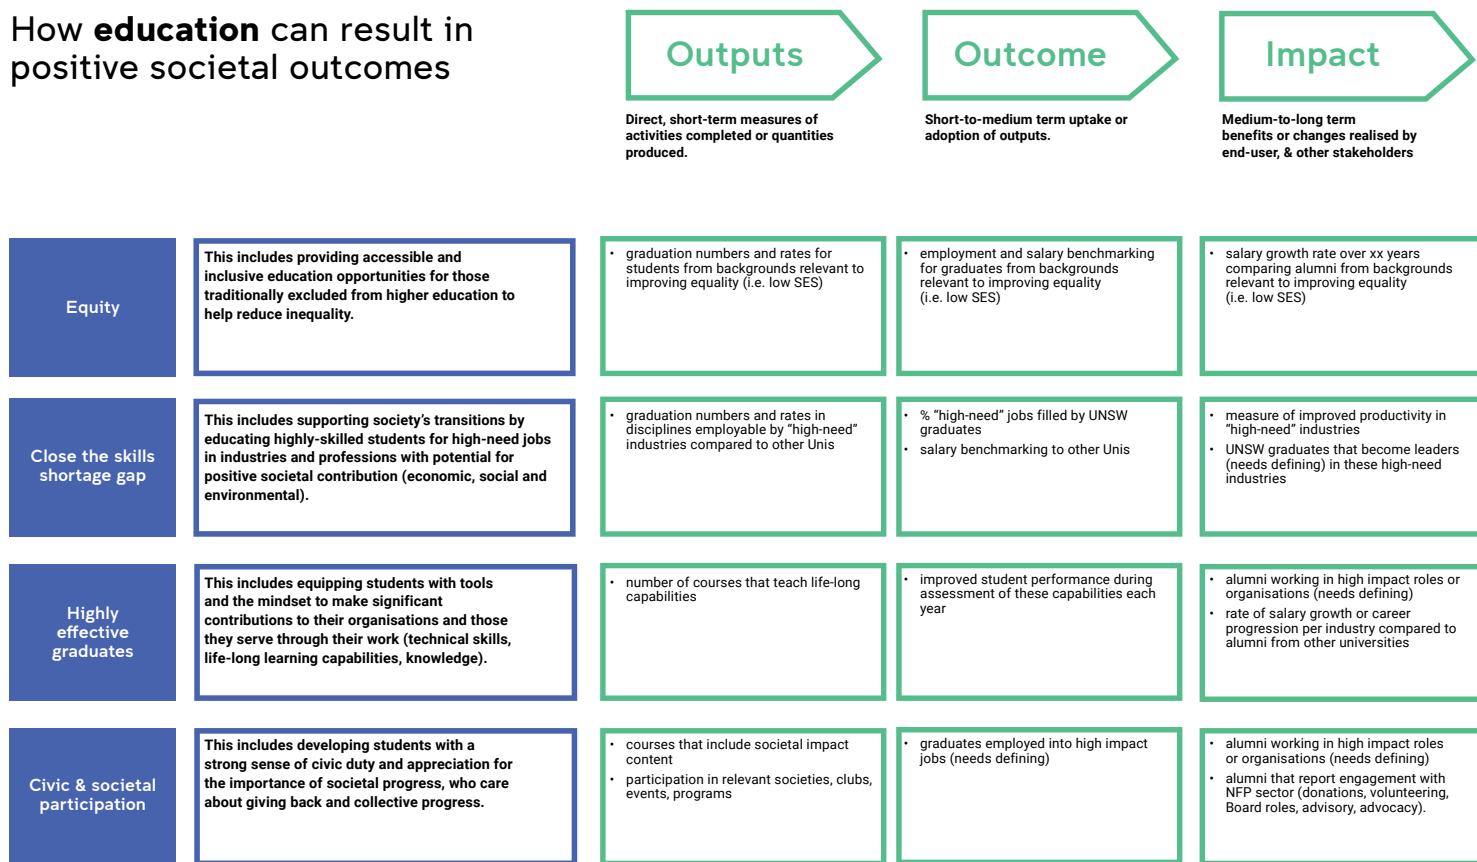 How education can result in
positive societal outcomes
Outputs
Direct, short-term measures of
activities completed or quantities
produced.
Outcome
Short-to-medium term uptake or
adoption of outputs.
Impact
Medium-to-long term
benefits or changes realised by
end-user, & other stakeholders
Equity
This includes providing accessible and
inclusive education opportunities for those
traditionally excluded from higher education to
help reduce inequality.
• graduation numbers and rates for
students from backgrounds relevant to
improving equality (i.e. low SES)
• employment and salary benchmarking
for graduates from backgrounds
relevant to improving equality
(i.e. low SES)
• salary growth rate over xx years
comparing alumni from backgrounds
relevant to improving equality
(i.e. low SES)
Close the skills
shortage gap
This includes supporting society's transitions by
educating highly-skilled students for high-need jobs
in industries and professions with potential for
positive societal contribution (economic, social and
environmental).
• graduation numbers and rates in
disciplines employable by “high-need”
industries compared to other Unis
• % “high-need” jobs filled by UNSW
graduates
• salary benchmarking to other Unis
• measure of improved productivity in
“high-need” industries
• UNSW graduates that become leaders
(needs defining) in these high-need
industries
Highly
effective
graduates
This includes equipping students with tools
and the mindset to make significant
contributions to their organisations and those
they serve through their work (technical skills,
life-long learning capabilities, knowledge).
• number of courses that teach life-long
capabilities
• improved student performance during
assessment of these capabilities each
year
• alumni working in high impact roles or
organisations (needs defining)
• rate of salary growth or career
progression per industry compared to
alumni from other universities
Civic & societal
participation
This includes developing students with a
strong sense of civic duty and appreciation for
the importance of societal progress, who care
about giving back and collective progress.
• courses that include societal impact
content
• participation in relevant societies, clubs,
events, programs
• graduates employed into high impact
jobs (needs defining)
• alumni working in high impact roles
or organisations (needs defining)
• alumni that report engagement with
NFP sector (donations, volunteering,
Board roles, advisory, advocacy).